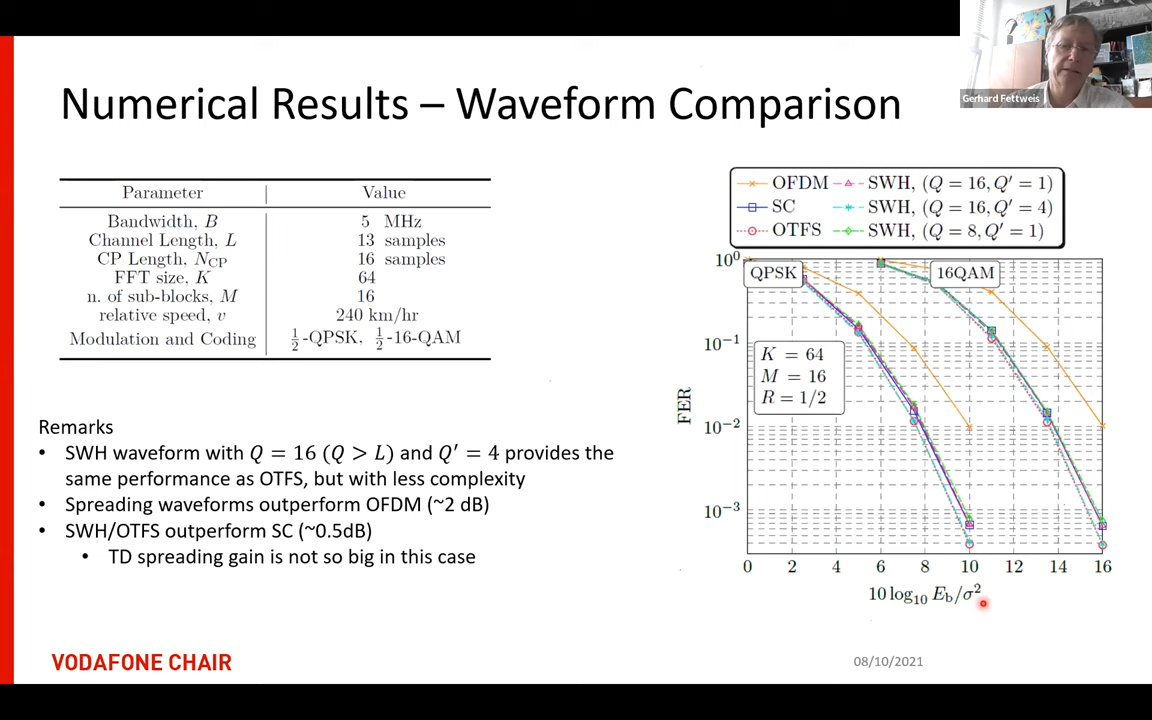 Gerhard Fettweis
Numerical Results – Waveform Comparison
Parameter | Value
Bandwidth, B 5 MHz
Channel Length, L 13 samples
CP Length, N_CP 16 samples
FFT size, K 64
n. of sub-blocks, M 16
relative speed, v 240 km/hr
Modulation and Coding ½-QPSK, ½-16-QAM
Remarks
• SWH waveform with Q = 16 (Q > L) and Q′ = 4 provides the
same performance as OTFS, but with less complexity
• Spreading waveforms outperform OFDM (~2 dB)
• SWH/OTFS outperform SC (~0.5dB)
• TD spreading gain is not so big in this case
OFDM SWH, (Q = 16, Q′ = 1)
SC SWH, (Q = 16, Q′ = 4)
OTFS SWH, (Q = 8, Q′ = 1)
10⁰
QPSK 16QAM
10⁻¹
K = 64
M = 16
R = 1/2
FER
10⁻²
10⁻³
0 2 4 6 8 10 12 14 16
10 log₁₀ E_b/σ²
VODAFONE CHAIR
08/10/2021